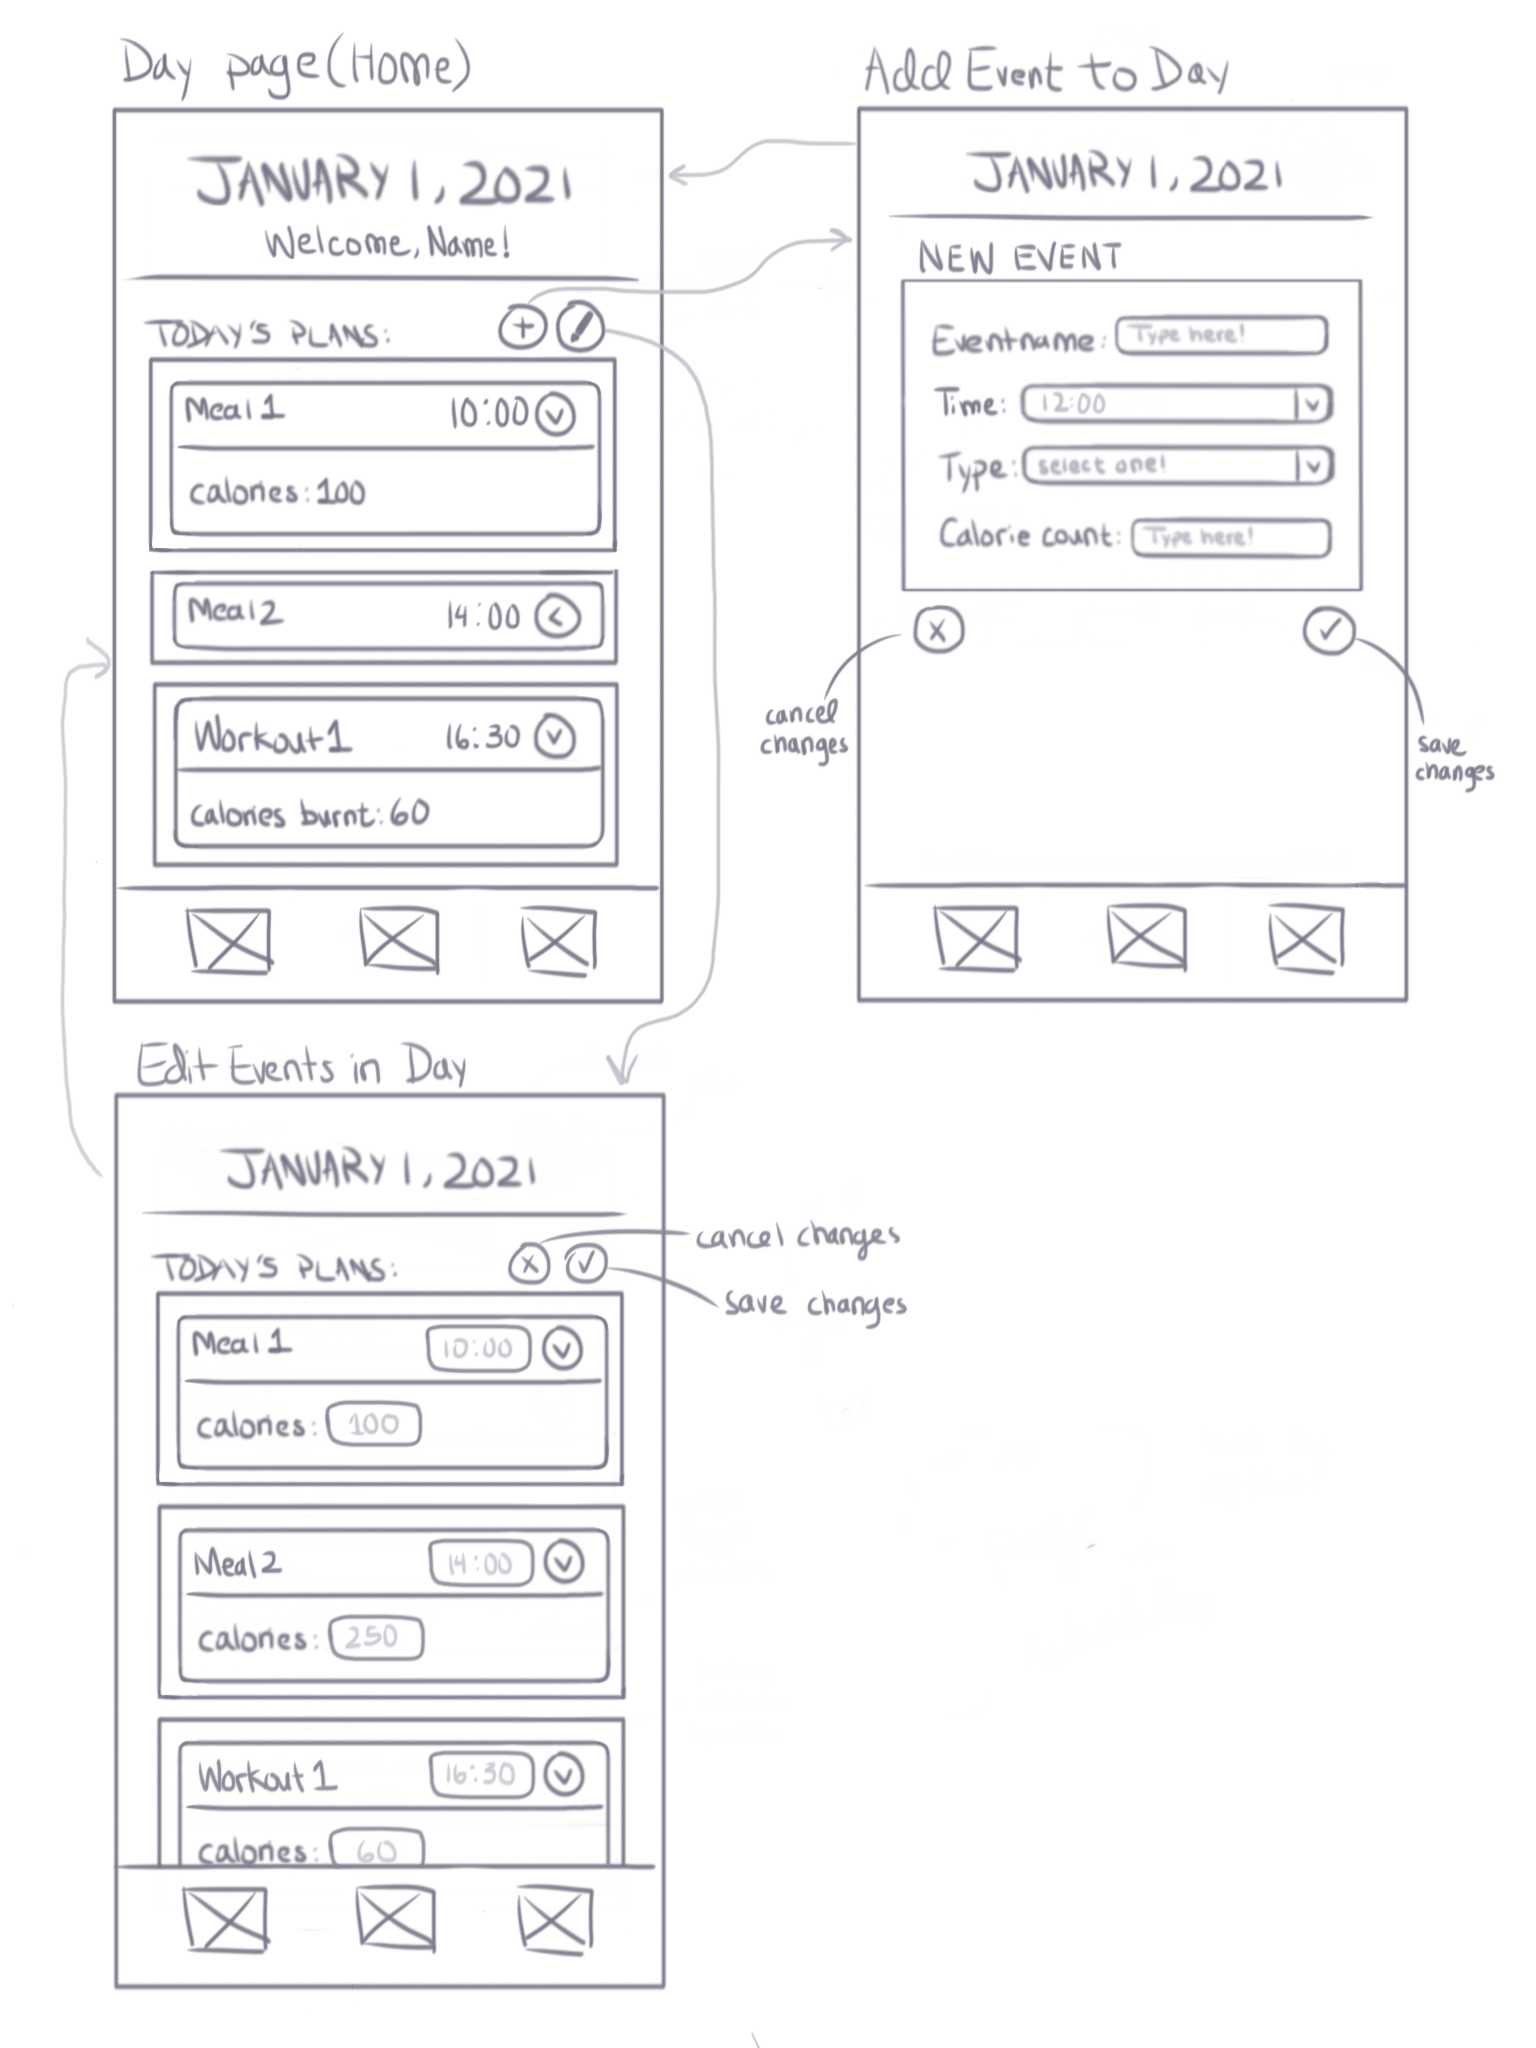 Day page (Home)
JANUARY 1, 2021
Welcome, Name!
TODAY'S PLANS:
+
Meal 1 10:00
calories: 100
Meal 2 14:00
Workout 1 16:30
calories burnt: 60
Add Event to Day
JANUARY 1, 2021
NEW EVENT
Eventname: Type here!
Time: 12:00
Type: select one!
Calorie count: Type here!
x ✓
cancel
changes
save
changes
Edit Events in Day
JANUARY 1, 2021
TODAY'S PLANS: x ✓
cancel changes
save changes
Meal 1 10:00
calories: 100
Meal 2 14:00
calories: 250
Workout 1 16:30
calories: 60